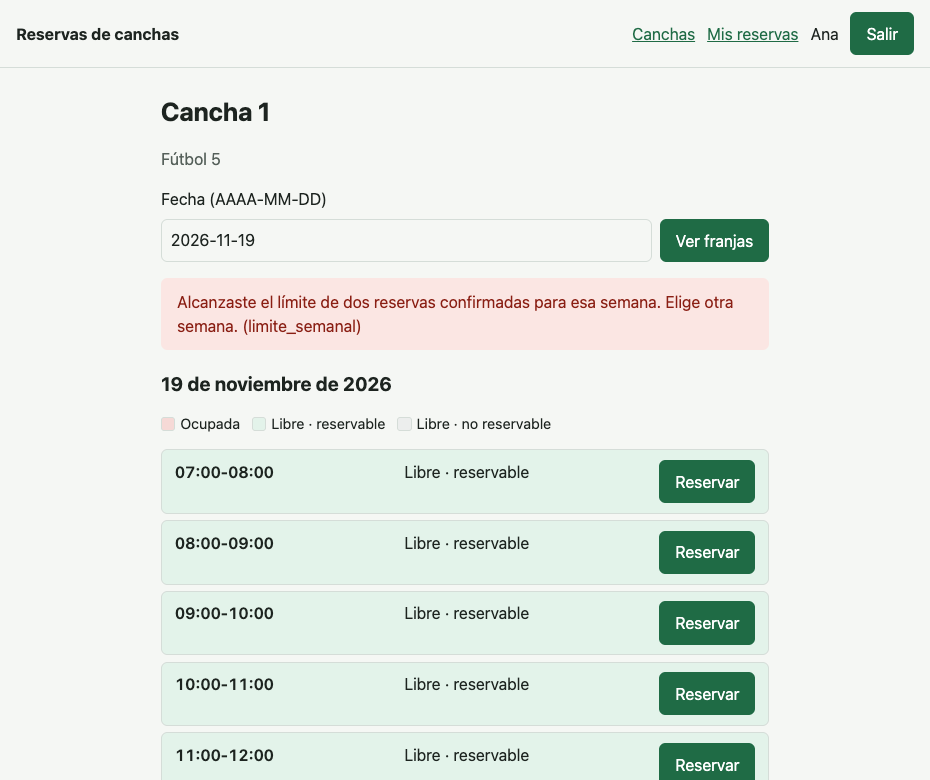 Reservas de canchas
Canchas Mis reservas Ana Salir
Cancha 1
Fútbol 5
Fecha (AAAA-MM-DD)
2026-11-19 Ver franjas
Alcanzaste el límite de dos reservas confirmadas para esa semana. Elige otra
semana. (limite_semanal)
19 de noviembre de 2026
Ocupada Libre · reservable Libre · no reservable
07:00-08:00 Libre · reservable Reservar
08:00-09:00 Libre · reservable Reservar
09:00-10:00 Libre · reservable Reservar
10:00-11:00 Libre · reservable Reservar
11:00-12:00 Libre · reservable Reservar